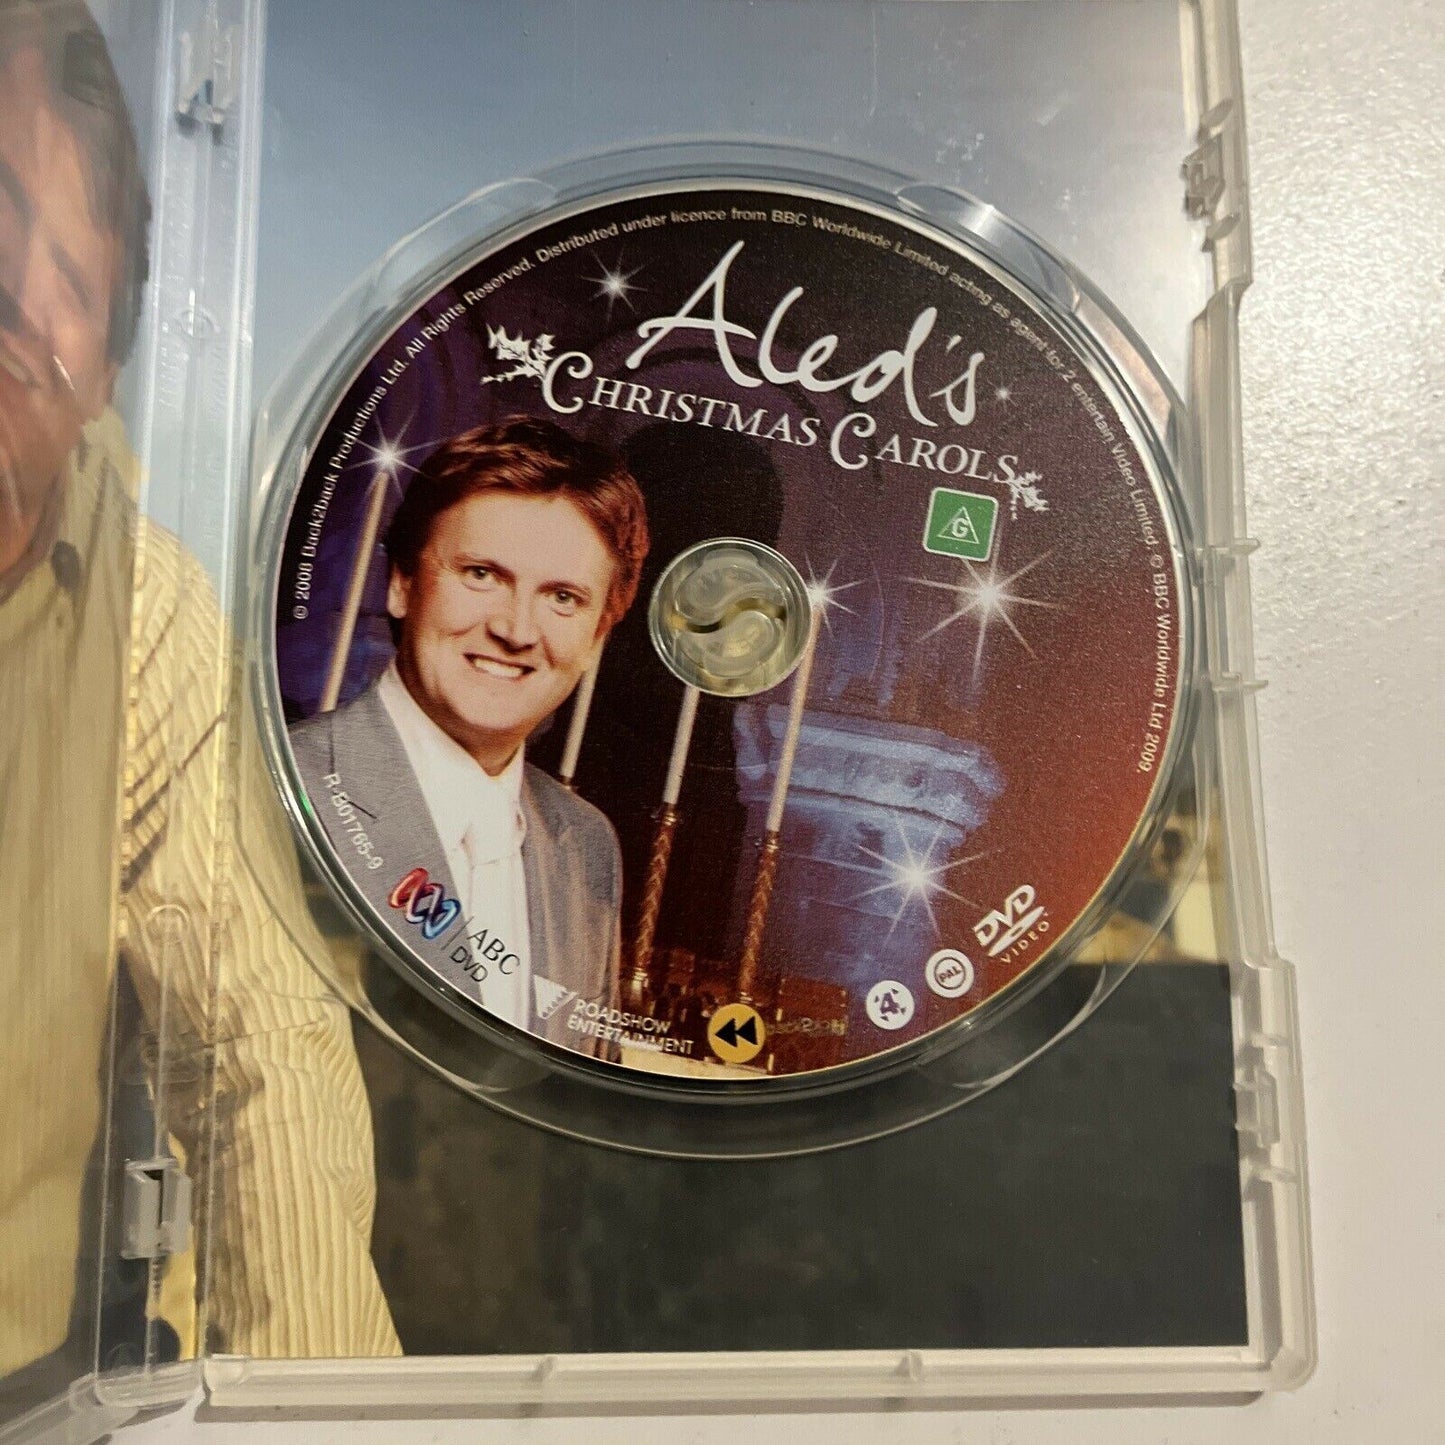 © 2008 Back2back Productions Ltd. All Rights Reserved. Distributed under licence from BBC Worldwide Limited acting as agent for 2 entertain Video Limited. © BBC Worldwide Ltd 2009.
Aled's
CHRISTMAS CAROLS
G
R-B01765-9
ABC
DVD
ROADSHOW
ENTERTAINMENT
4
PAL
DVD
VIDEO